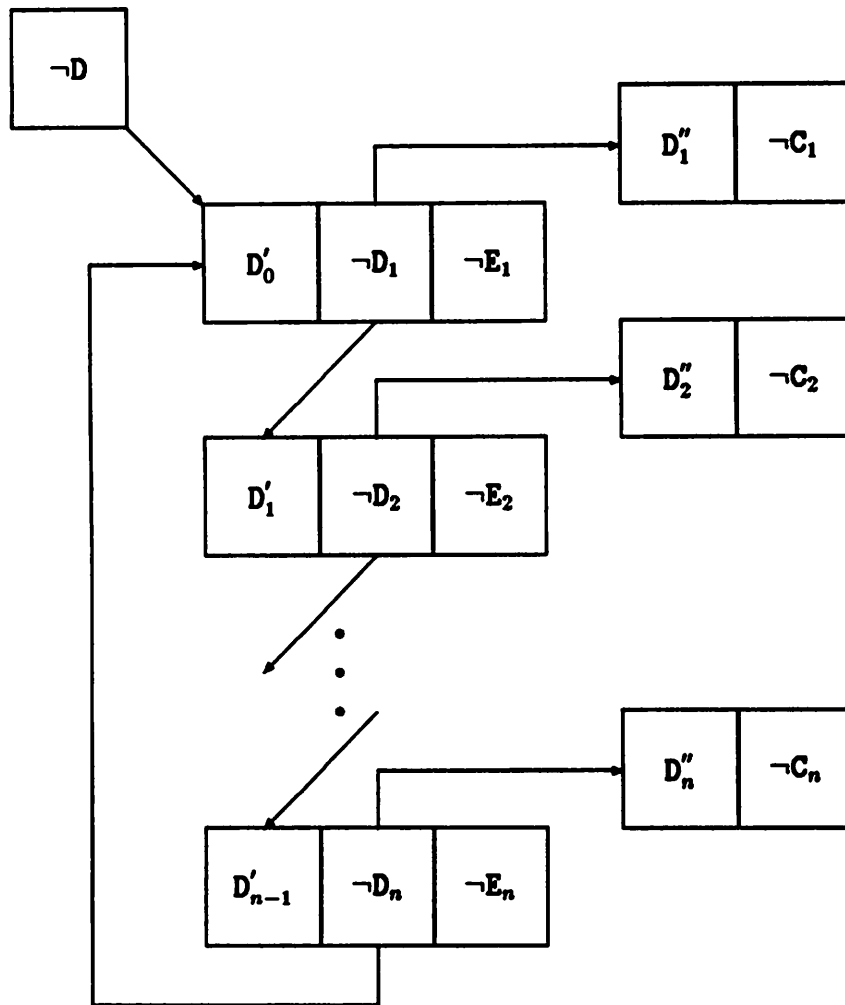 ¬D
D″₁ ¬C₁
D′₀ ¬D₁ ¬E₁
D″₂ ¬C₂
D′₁ ¬D₂ ¬E₂
D″ₙ ¬Cₙ
D′ₙ₋₁ ¬Dₙ ¬Eₙ